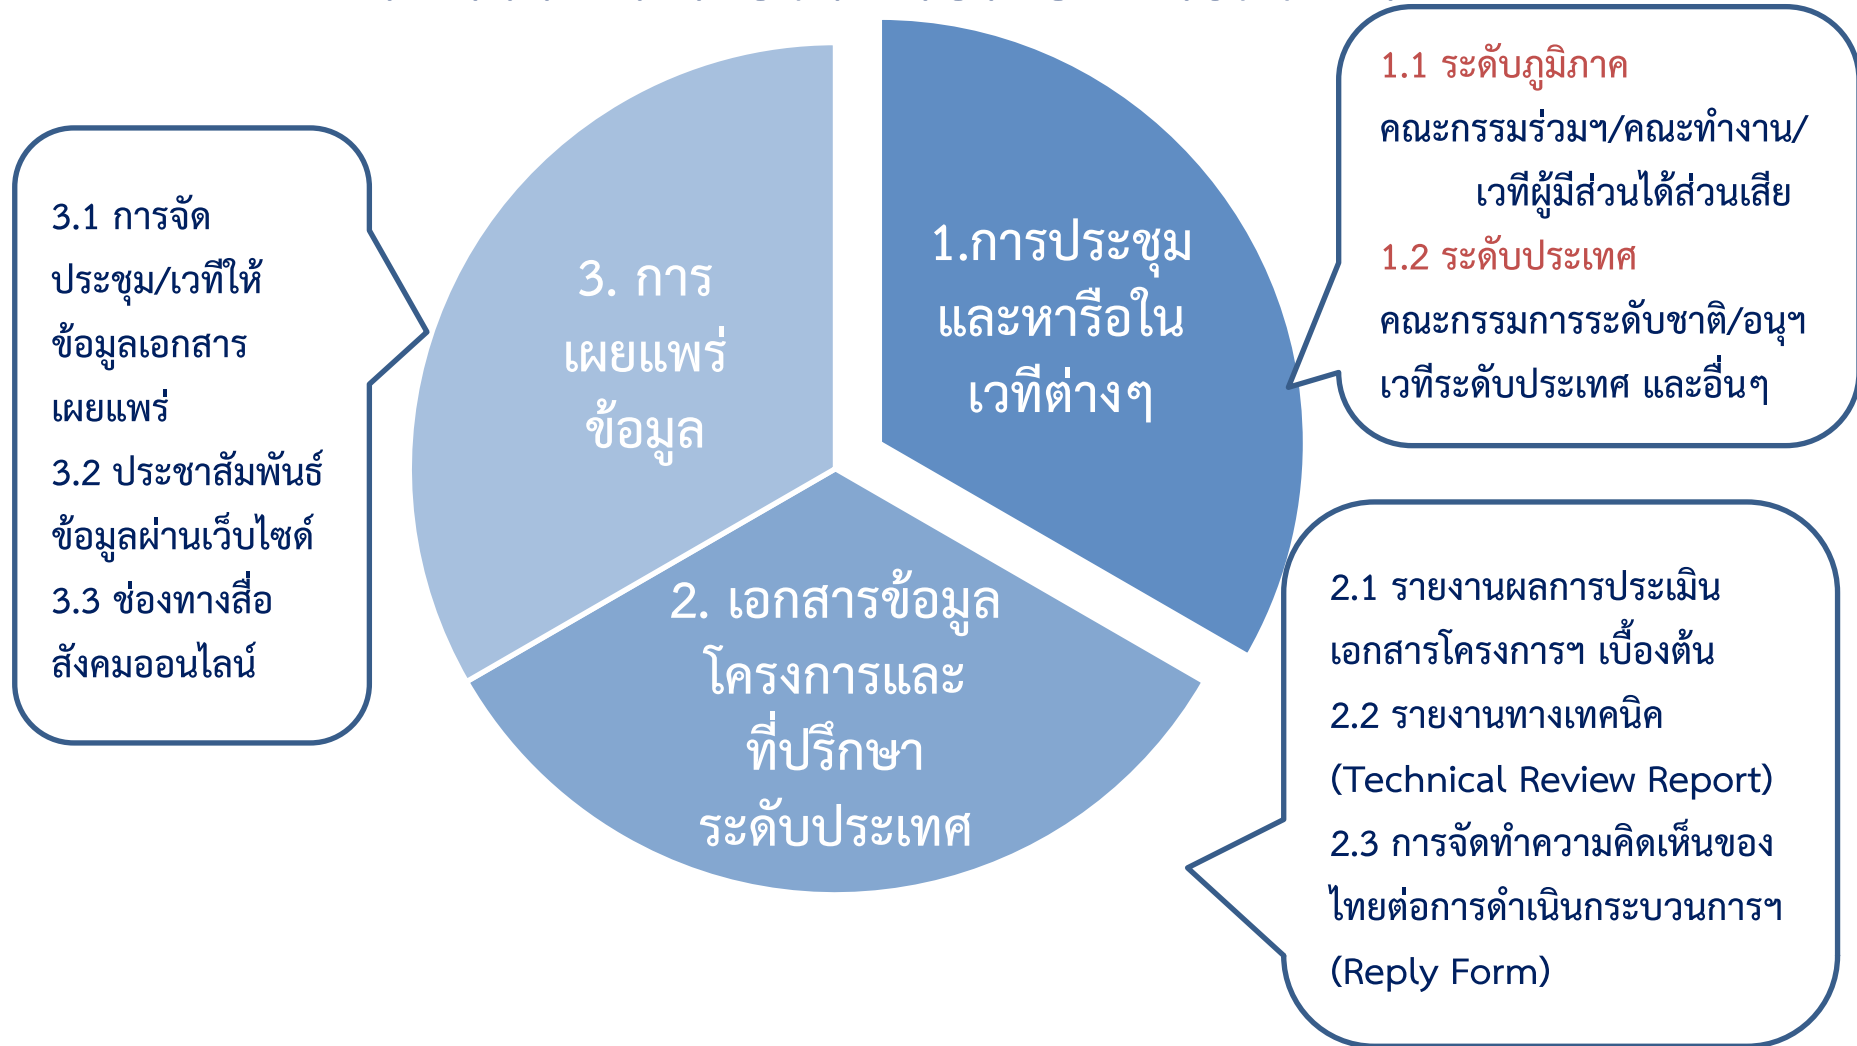 1.การประชุม
และหารือใน
เวทีต่างๆ
1.1 ระดับภูมิภาค
คณะกรรมร่วมฯ/คณะทำงาน/
เวทีผู้มีส่วนได้ส่วนเสีย
1.2 ระดับประเทศ
คณะกรรมการระดับชาติ/อนุฯ
เวทีระดับประเทศ และอื่นๆ
2. เอกสารข้อมูล
โครงการและ
ที่ปรึกษา
ระดับประเทศ
2.1 รายงานผลการประเมิน
เอกสารโครงการฯ เบื้องต้น
2.2 รายงานทางเทคนิค
(Technical Review Report)
2.3 การจัดทำความคิดเห็นของ
ไทยต่อการดำเนินกระบวนการฯ
(Reply Form)
3. การ
เผยแพร่
ข้อมูล
3.1 การจัด
ประชุม/เวทีให้
ข้อมูลเอกสาร
เผยแพร่
3.2 ประชาสัมพันธ์
ข้อมูลผ่านเว็บไซด์
3.3 ช่องทางสื่อ
สังคมออนไลน์